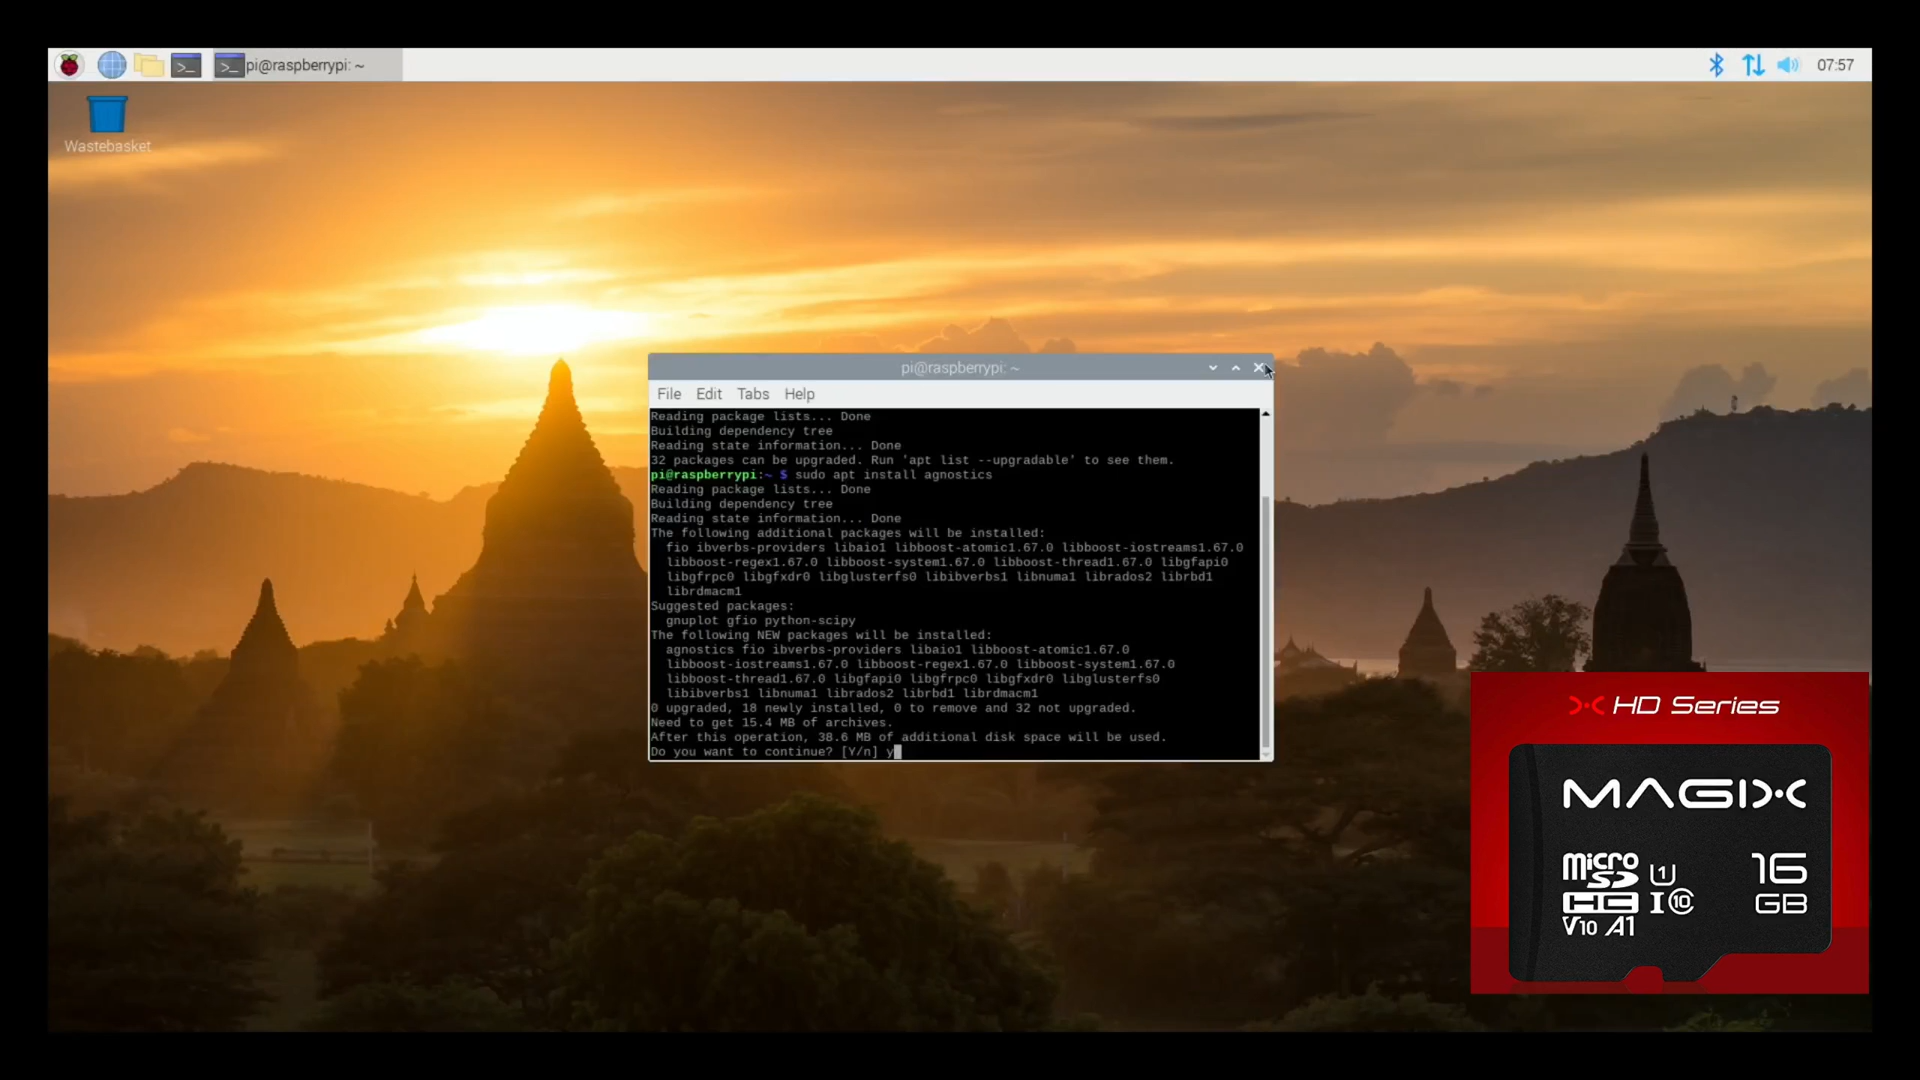 pi@raspberrypi: ~
07:57
Wastebasket
pi@raspberrypi: ~
File Edit Tabs Help
Reading package lists... Done
Building dependency tree
Reading state information... Done
32 packages can be upgraded. Run 'apt list --upgradable' to see them.
pi@raspberrypi:~ $ sudo apt install agnostics
Reading package lists... Done
Building dependency tree
Reading state information... Done
The following additional packages will be installed:
fio ibverbs-providers libaio1 libboost-atomic1.67.0 libboost-iostreams1.67.0
libboost-regex1.67.0 libboost-system1.67.0 libboost-thread1.67.0 libgfapi0
libgfrpc0 libgfxdr0 libglusterfs0 libibverbs1 libnuma1 librados2 librbd1
librdmacm1
Suggested packages:
gnuplot gfio python-scipy
The following NEW packages will be installed:
agnostics fio ibverbs-providers libaio1 libboost-atomic1.67.0
libboost-iostreams1.67.0 libboost-regex1.67.0 libboost-system1.67.0
libboost-thread1.67.0 libgfapi0 libgfrpc0 libgfxdr0 libglusterfs0
libibverbs1 libnuma1 librados2 librbd1 librdmacm1
0 upgraded, 18 newly installed, 0 to remove and 32 not upgraded.
Need to get 15.4 MB of archives.
After this operation, 38.6 MB of additional disk space will be used.
Do you want to continue? [Y/n] y
HD Series
MAGIX
micro SD HC I U1 10
V10 A1
16
GB